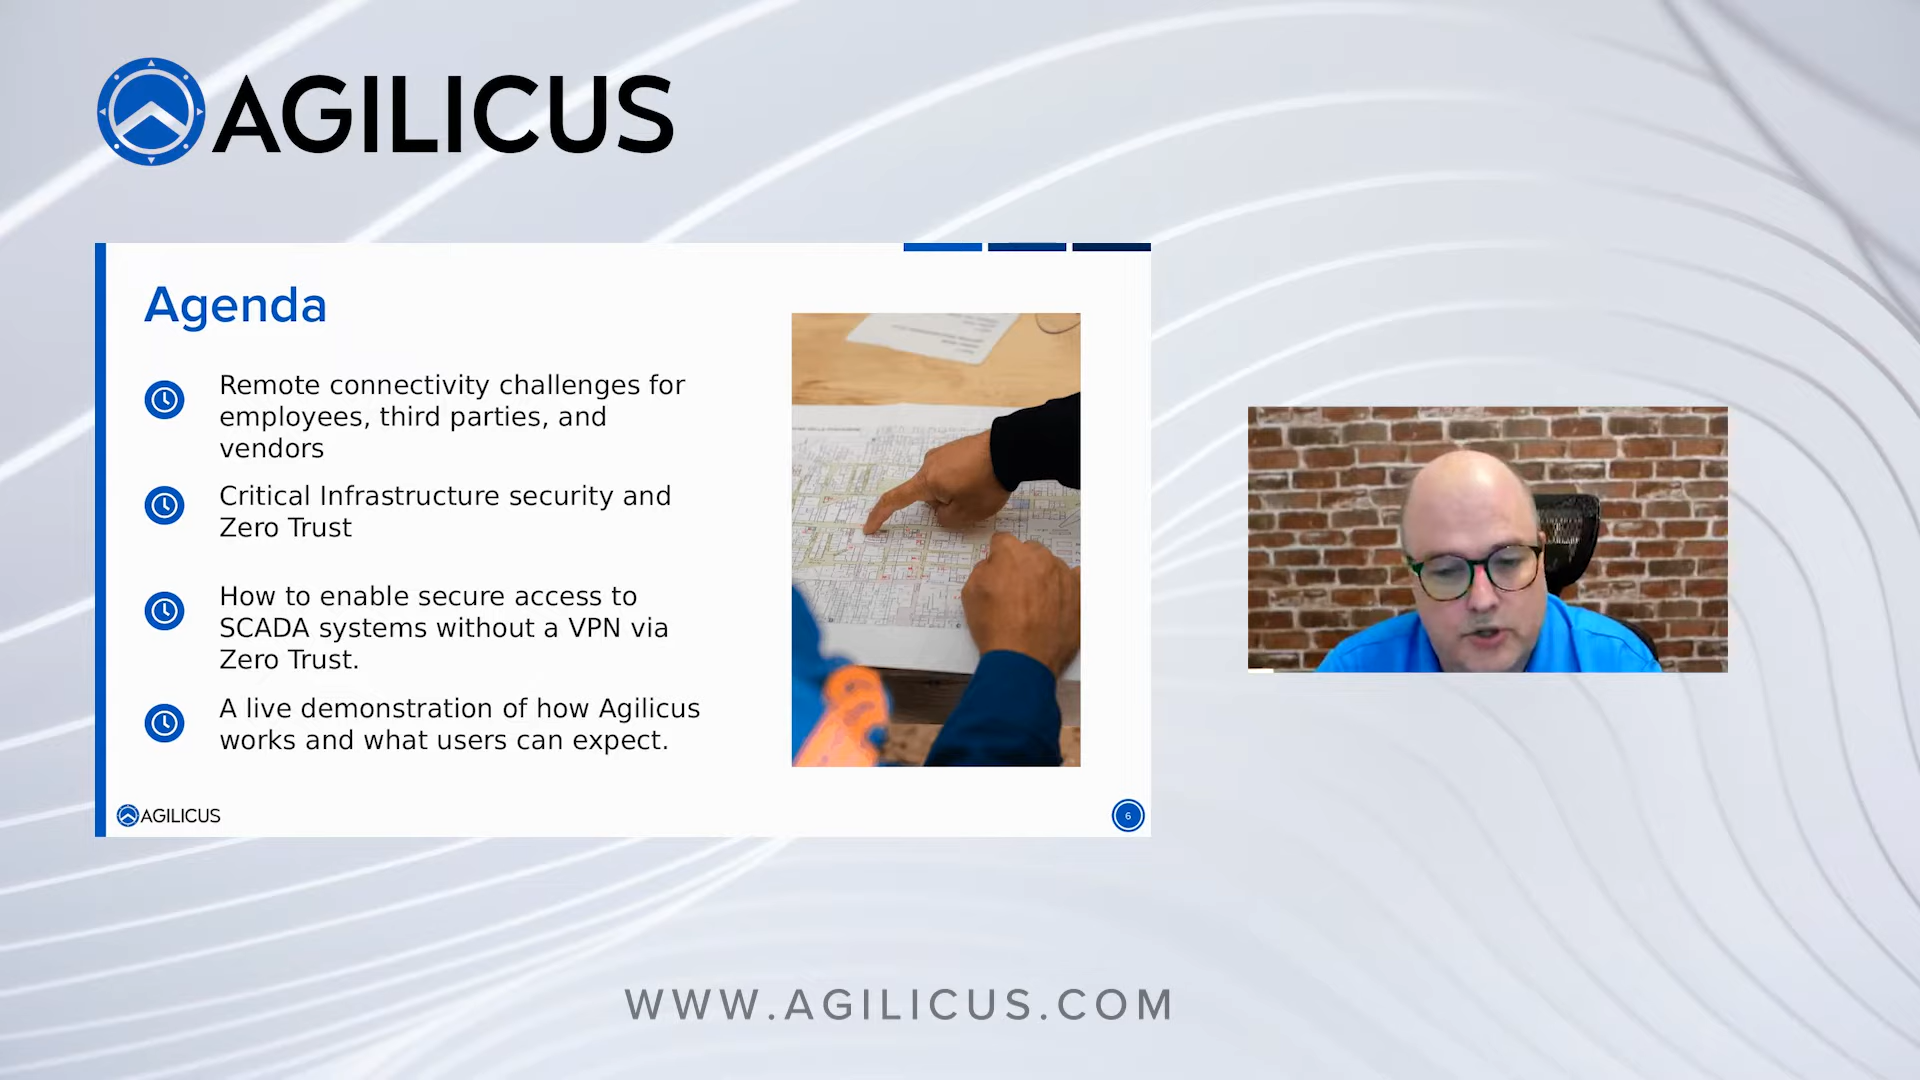 AGILICUS
Agenda
Remote connectivity challenges for
employees, third parties, and
vendors
Critical Infrastructure security and
Zero Trust
How to enable secure access to
SCADA systems without a VPN via
Zero Trust.
A live demonstration of how Agilicus
works and what users can expect.
AGILICUS
6
WWW.AGILICUS.COM